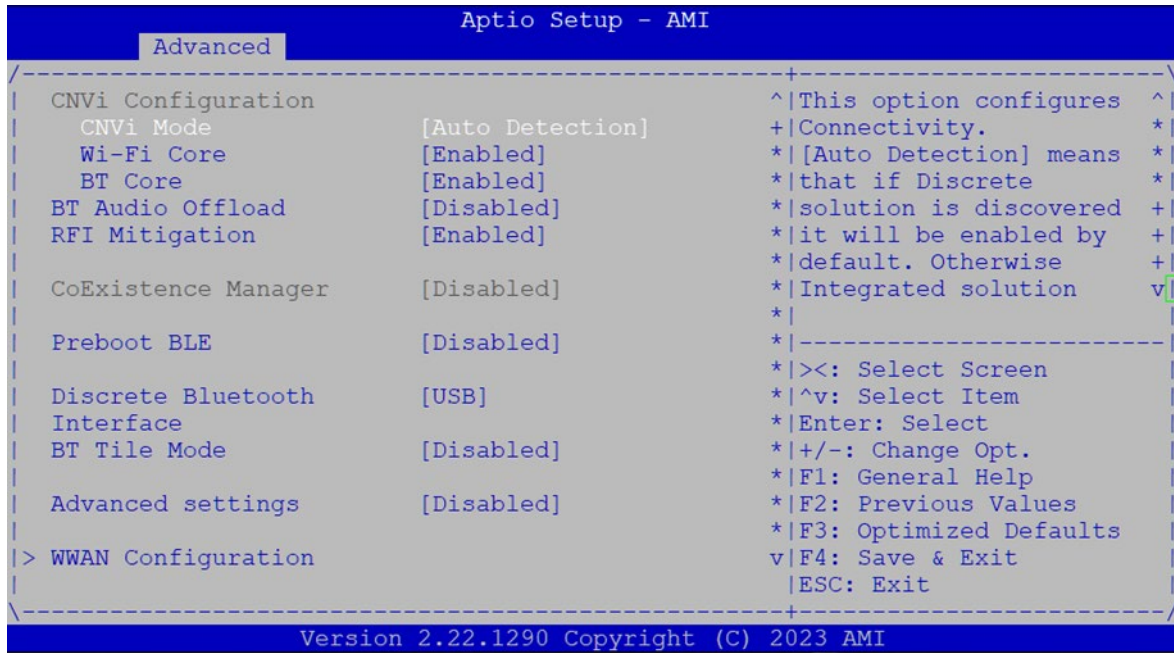 Aptio Setup - AMI
Advanced
/----------------------------------------------------+-------------------------\
| CNVi Configuration ^|This option configures ^|
| CNVi Mode [Auto Detection] +|Connectivity. *|
| Wi-Fi Core [Enabled] *|[Auto Detection] means *|
| BT Core [Enabled] *|that if Discrete *|
| BT Audio Offload [Disabled] *|solution is discovered +|
| RFI Mitigation [Enabled] *|it will be enabled by +|
| *|default. Otherwise +|
| CoExistence Manager [Disabled] *|Integrated solution v|
| *| |
| Preboot BLE [Disabled] *|-------------------------|
| *|><: Select Screen |
| Discrete Bluetooth [USB] *|^v: Select Item |
| Interface *|Enter: Select |
| BT Tile Mode [Disabled] *|+/-: Change Opt. |
| *|F1: General Help |
| Advanced settings [Disabled] *|F2: Previous Values |
| *|F3: Optimized Defaults |
|> WWAN Configuration v|F4: Save & Exit |
| |ESC: Exit |
\----------------------------------------------------+-------------------------/
Version 2.22.1290 Copyright (C) 2023 AMI